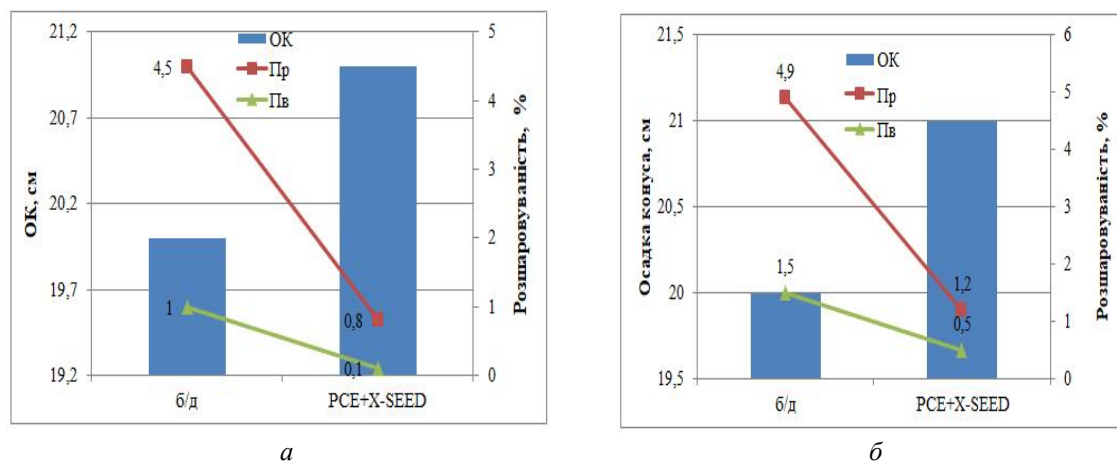 21,2
20,7
20,2
19,7
19,2
ОК, см
ОК
Пр
Пв
4,5
1
0,8
0,1
5
4
3
2
1
0
Розшаровуваність, %
б/д
PCE+X-SEED
а
21,5
21
20,5
20
19,5
Осадка конуса, см
ОК
Пр
Пв
4,9
1,5
1,2
0,5
6
5
4
3
2
1
0
Розшаровуваність, %
б/д
PCE+X-SEED
б